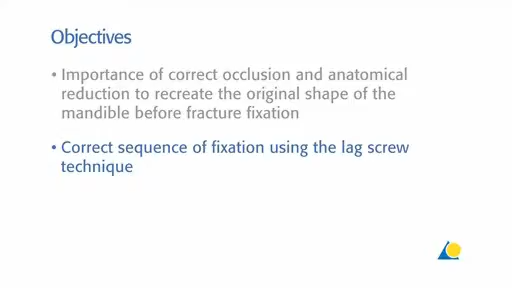 Objectives
• Importance of correct occlusion and anatomical
reduction to recreate the original shape of the
mandible before fracture fixation
• Correct sequence of fixation using the lag screw
technique